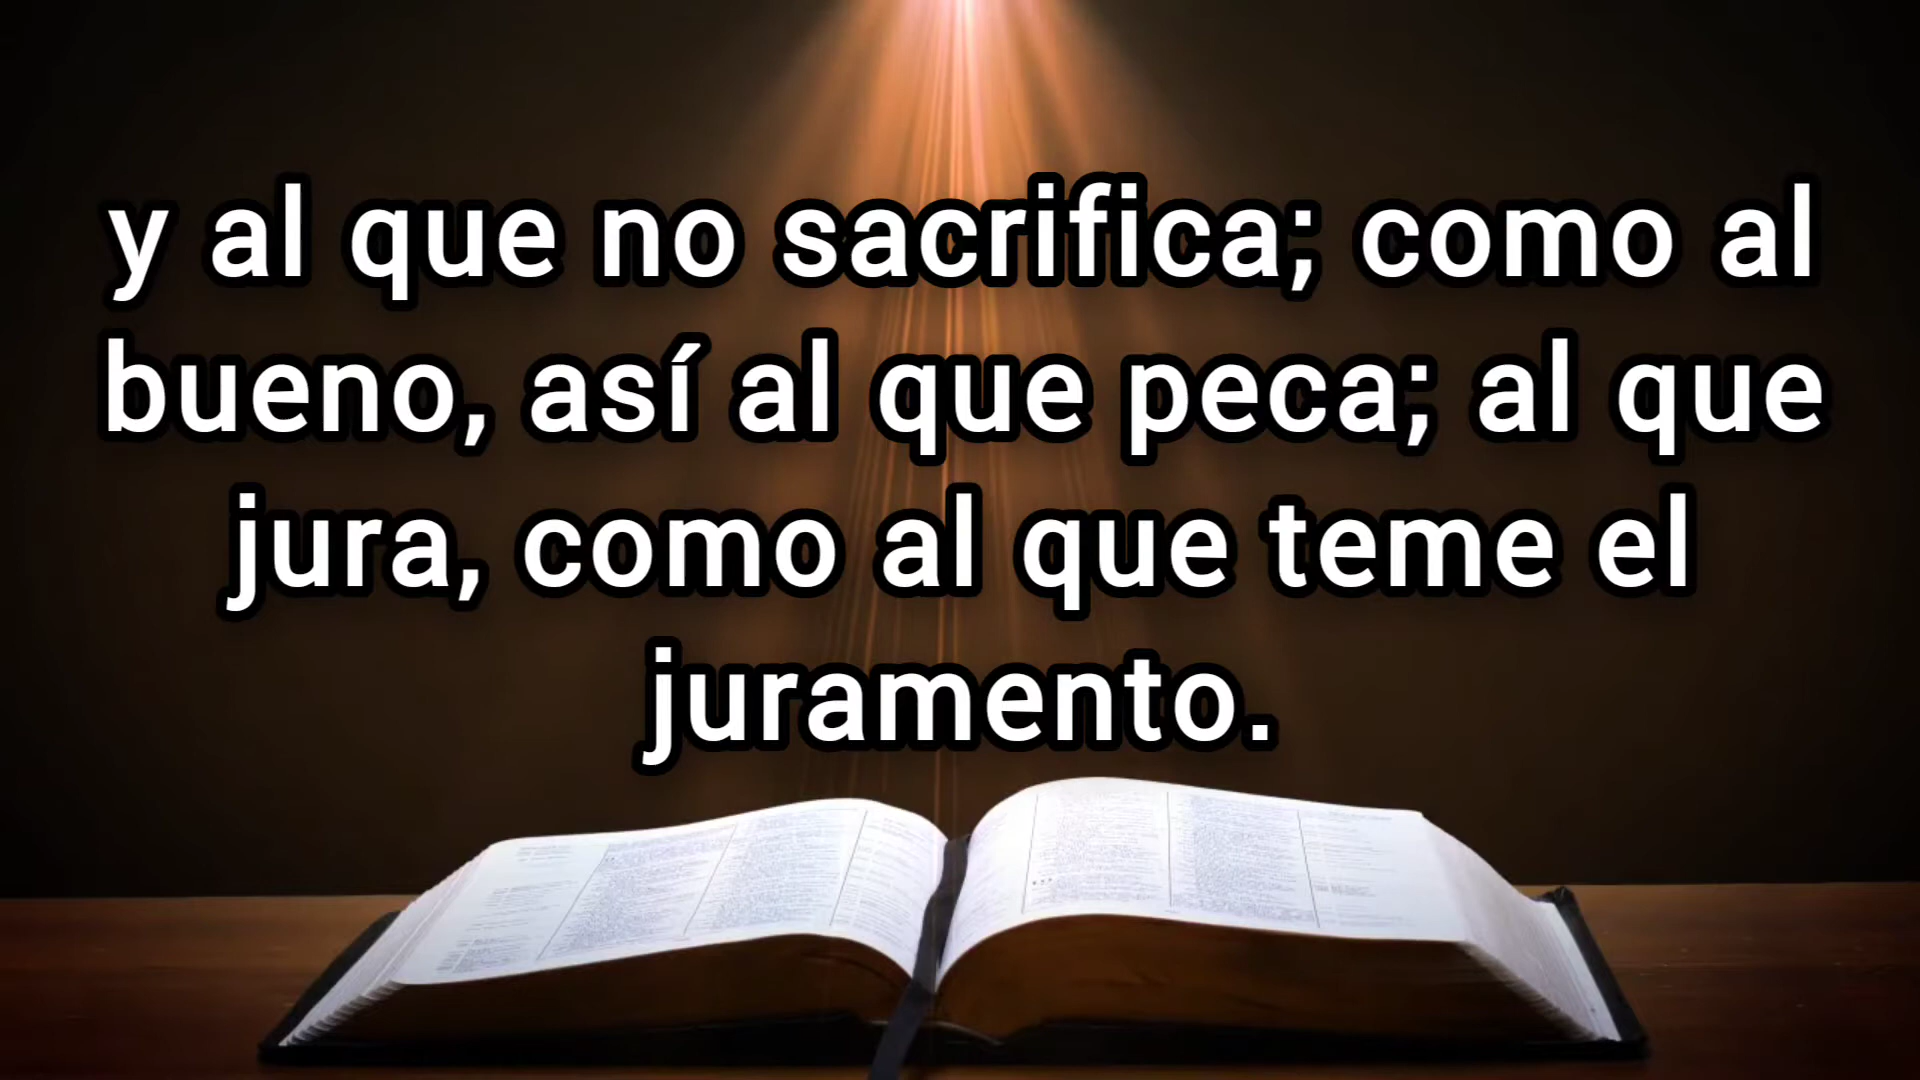 y al que no sacrifica; como al
bueno, así al que peca; al que
jura, como al que teme el
juramento.